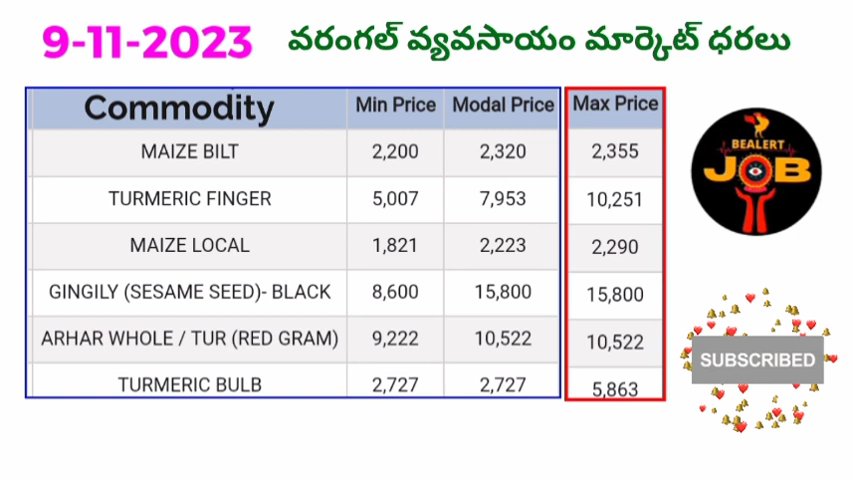 9-11-2023 వరంగల్ వ్యవసాయం మార్కెట్ ధరలు
Commodity Min Price Modal Price Max Price
MAIZE BILT 2,200 2,320 2,355
TURMERIC FINGER 5,007 7,953 10,251
MAIZE LOCAL 1,821 2,223 2,290
GINGILY (SESAME SEED)- BLACK 8,600 15,800 15,800
ARHAR WHOLE / TUR (RED GRAM) 9,222 10,522 10,522
TURMERIC BULB 2,727 2,727 5,863
BEALERT
JOB
SUBSCRIBED